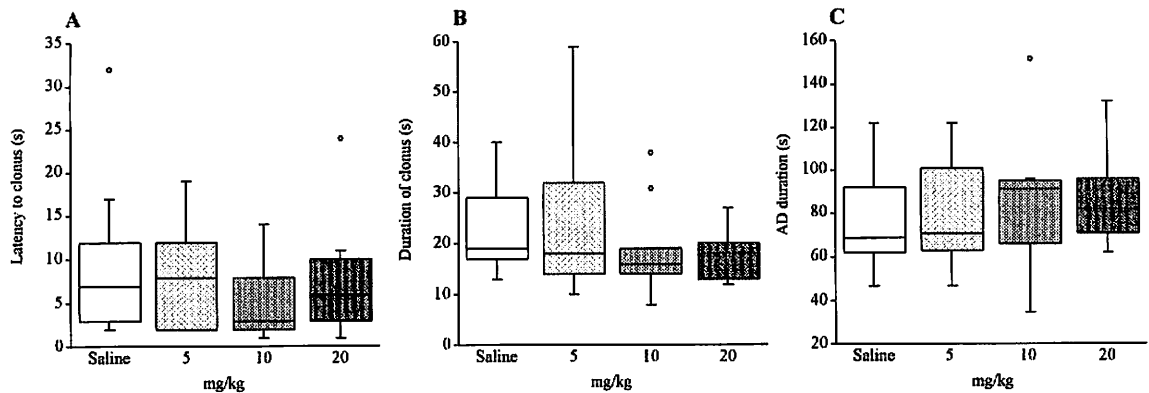 A
Latency to clonus (s)
35
30
25
20
15
10
5
0
Saline 5 10 20
mg/kg
B
Duration of clonus (s)
60
50
40
30
20
10
0
Saline 5 10 20
mg/kg
C
AD duration (s)
160
140
120
100
80
60
40
20
Saline 5 10 20
mg/kg